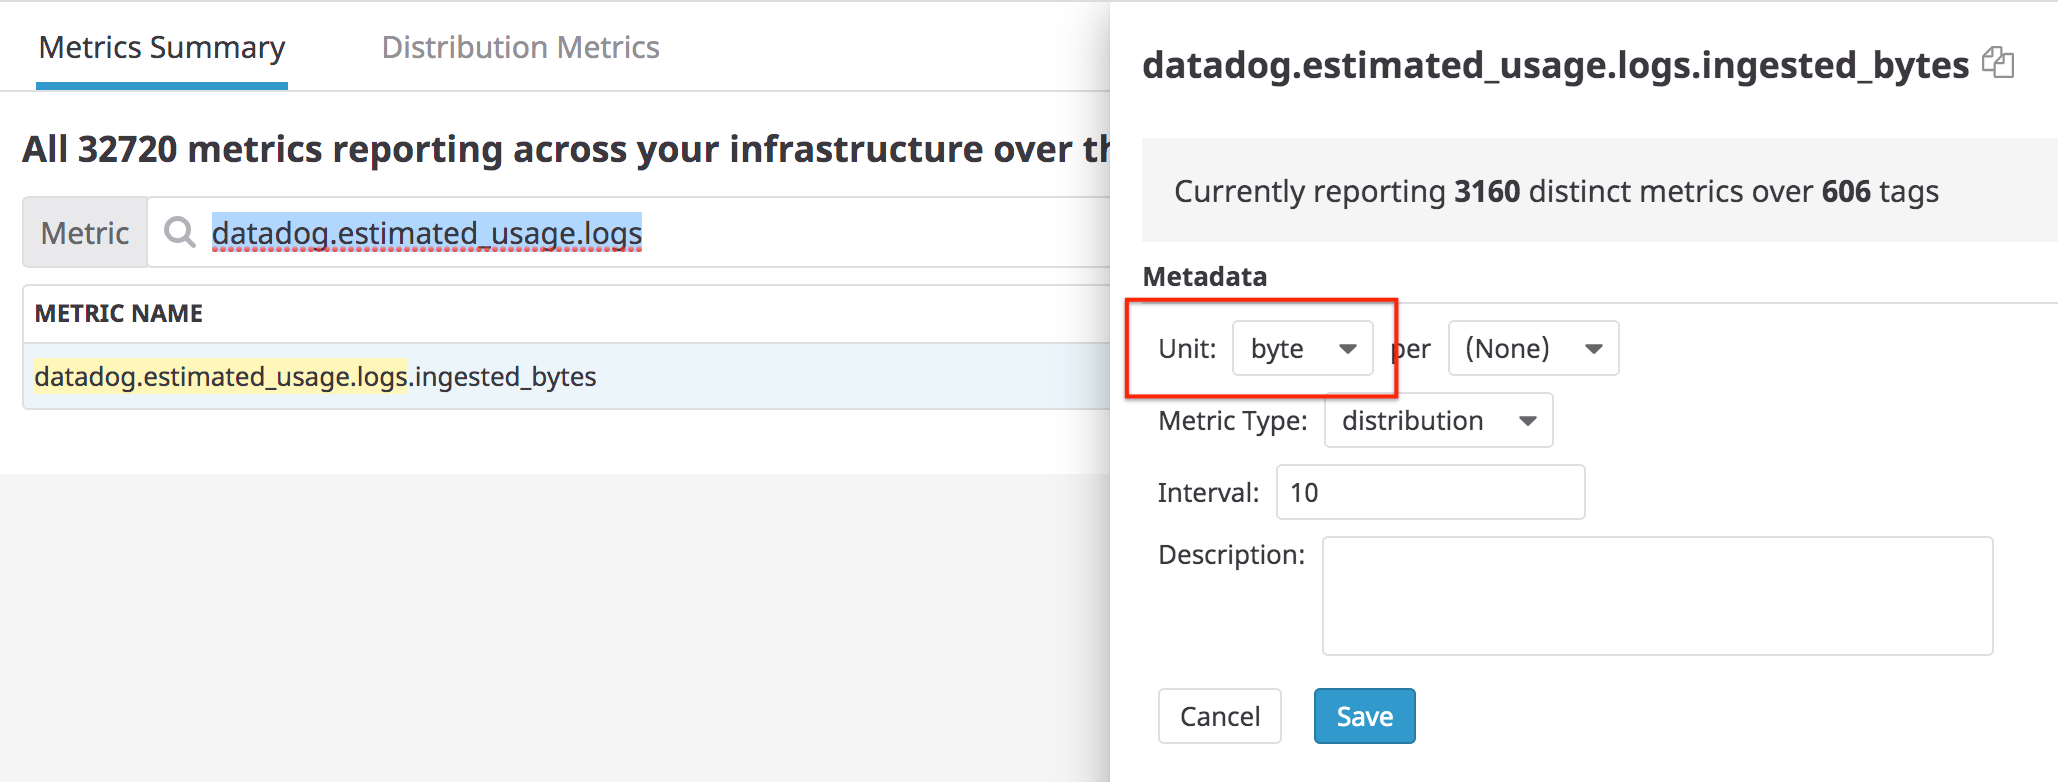 Metrics Summary
Distribution Metrics
All 32720 metrics reporting across your infrastructure over
Metric
datadog.estimated_usage.logs
METRIC NAME
datadog.estimated_usage.logs.ingested_bytes
datadog.estimated_usage.logs.ingested_bytes
Currently reporting 3160 distinct metrics over 606 tags
Metadata
Unit: byte per (None)
Metric Type: distribution
Interval: 10
Description:
Cancel Save